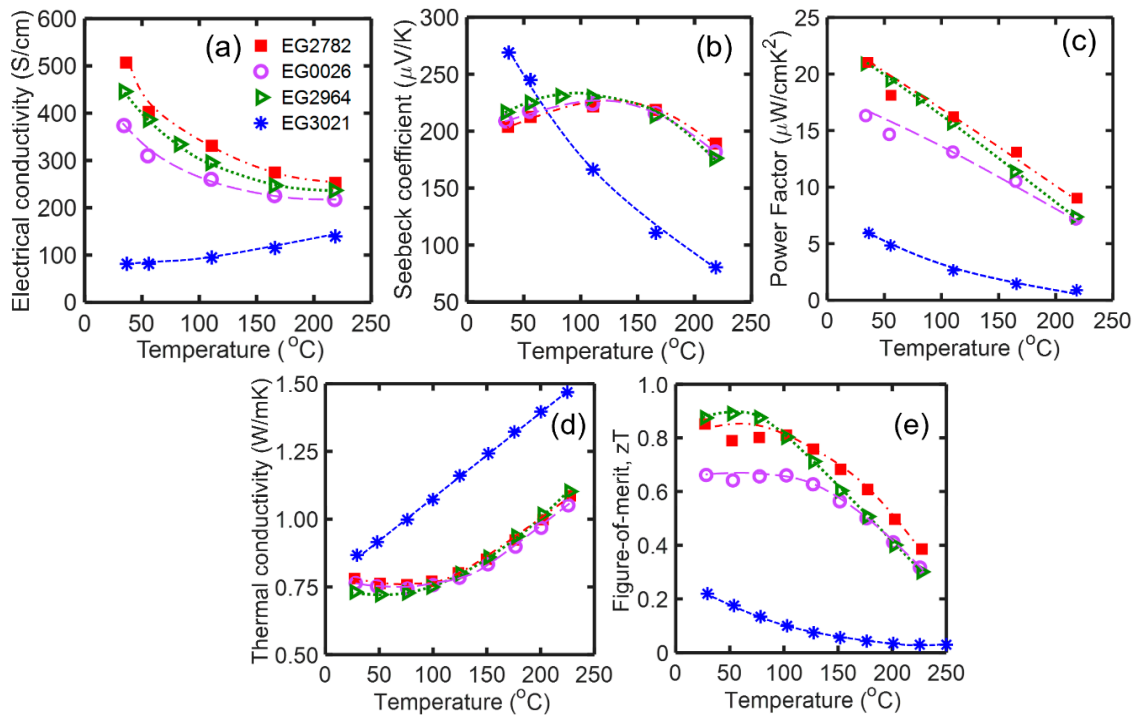 (a)
EG2782
EG0026
EG2964
EG3021
Electrical conductivity (S/cm)
600
500
400
300
200
100
0
0 50 100 150 200 250
Temperature (°C)
(b)
Seebeck coefficient (μV/K)
300
250
200
150
100
50
0 50 100 150 200 250
Temperature (°C)
(c)
Power Factor (μW/cmK²)
25
20
15
10
5
0
0 50 100 150 200 250
Temperature (°C)
(d)
Thermal conductivity (W/mK)
1.50
1.25
1.00
0.75
0.50
0 50 100 150 200 250
Temperature (°C)
(e)
Figure-of-merit, zT
1.0
0.8
0.6
0.4
0.2
0
0 50 100 150 200 250
Temperature (°C)